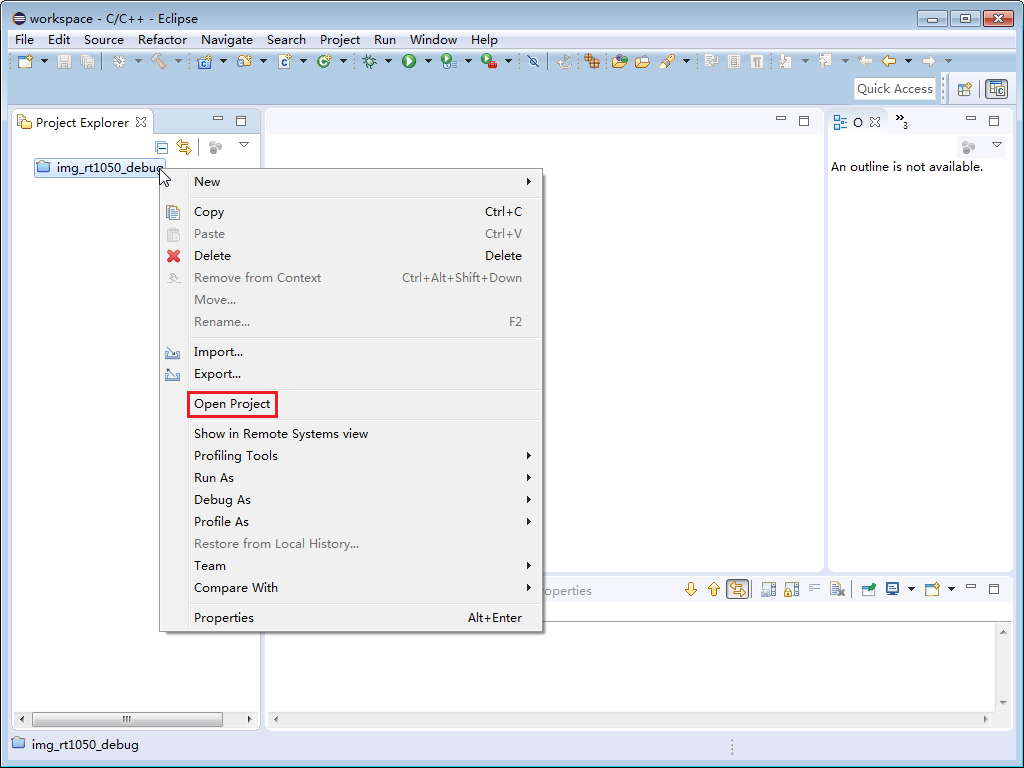 workspace - C/C++ - Eclipse
File Edit Source Refactor Navigate Search Project Run Window Help
Quick Access
Project Explorer
O
»3
img_rt1050_debug
An outline is not available.
New
Copy Ctrl+C
Paste Ctrl+V
Delete Delete
Remove from Context Ctrl+Alt+Shift+Down
Move...
Rename... F2
Import...
Export...
Open Project
Show in Remote Systems view
Profiling Tools
Run As
Debug As
Profile As
Restore from Local History...
Team
Compare With
Properties Alt+Enter
operties
img_rt1050_debug